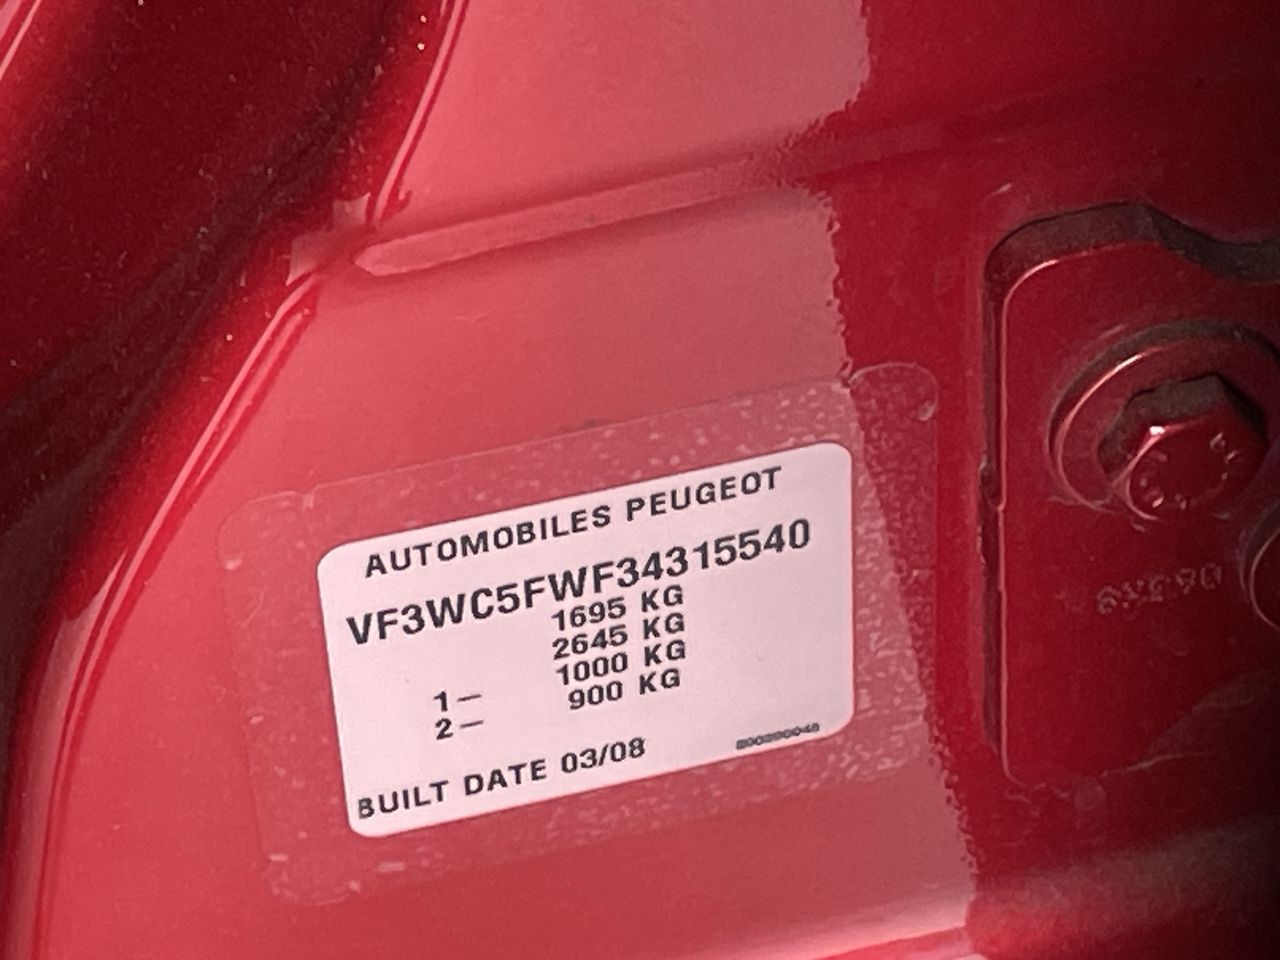 AUTOMOBILES PEUGEOT
VF3WC5FWF34315540
1695 KG
2645 KG
1- 1000 KG
2- 900 KG
BUILT DATE 03/08